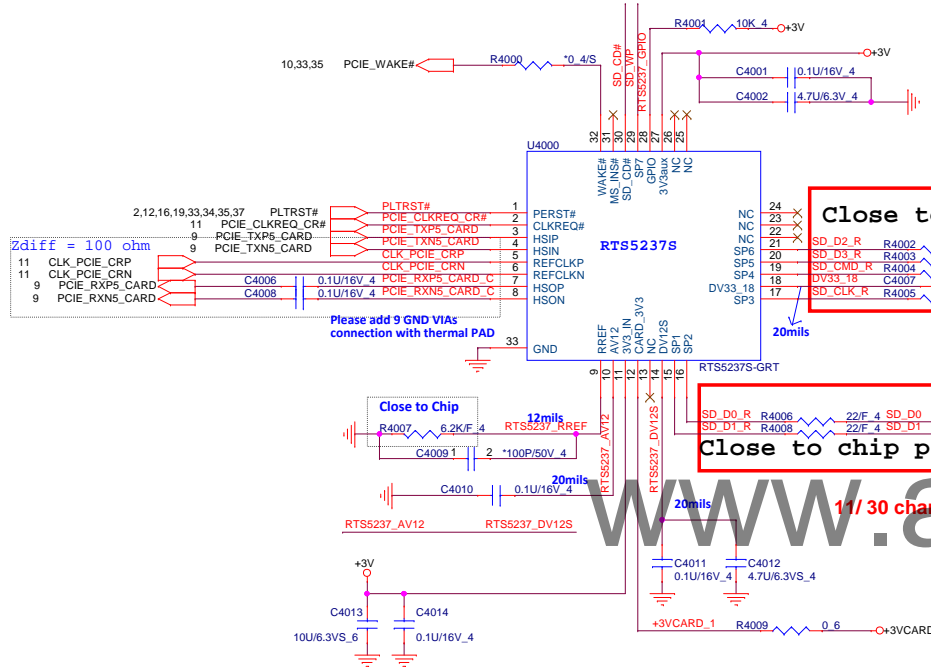 R4001
10K_4
+3V
+3V
10,33,35
PCIE_WAKE#
R4000
*0_4/S
SD_CD#
SD_WP
RTS5237_GPIO
C4001
0.1U/16V_4
C4002
4.7U/6.3V_4
32
31
30
29
28
27
26
25
U4000
WAKE#
MS_INS#
SD_CD#
SP7
GPIO
3V3aux
NC
NC
2,12,16,19,33,34,35,37
PLTRST#
PLTRST#
1
PERST#
11
PCIE_CLKREQ_CR#
PCIE_CLKREQ_CR#
2
CLKREQ#
9
PCIE_TXP5_CARD
PCIE_TXP5_CARD
3
HSIP
9
PCIE_TXN5_CARD
PCIE_TXN5_CARD
4
HSIN
Zdiff = 100 ohm
11
CLK_PCIE_CRP
CLK_PCIE_CRP
5
REFCLKP
11
CLK_PCIE_CRN
CLK_PCIE_CRN
6
REFCLKN
9
PCIE_RXP5_CARD
C4006
0.1U/16V_4
PCIE_RXP5_CARD_C
7
HSOP
9
PCIE_RXN5_CARD
C4008
0.1U/16V_4
PCIE_RXN5_CARD_C
8
HSON
RTS5237S
NC
24
NC
23
NC
22
SP6
21
SD_D2_R
R4002
SP5
20
SD_D3_R
R4003
SP4
19
SD_CMD_R
R4004
DV33_18
18
DV33_18
C4007
SP3
17
SD_CLK_R
R4005
Close to
20mils
Please add 9 GND VIAs
connection with thermal PAD
33
GND
RREF
AV12
3V3_IN
CARD_3V3
NC
DV12S
SP1
SP2
RTS5237S-GRT
9
10
11
12
13
14
15
16
Close to Chip
R4007
6.2K/F_4
12mils
RTS5237_RREF
C4009
1
2
*100P/50V_4
RTS5237_AV12
RTS5237_DV12S
SD_D0_R
R4006
22/F_4
SD_D0
SD_D1_R
R4008
22/F_4
SD_D1
Close to chip p
C4010
0.1U/16V_4
20mils
20mils
www.a
11/ 30 chan
RTS5237_AV12
RTS5237_DV12S
C4011
0.1U/16V_4
C4012
4.7U/6.3VS_4
+3V
C4013
10U/6.3VS_6
C4014
0.1U/16V_4
+3VCARD_1
R4009
0_6
+3VCARD